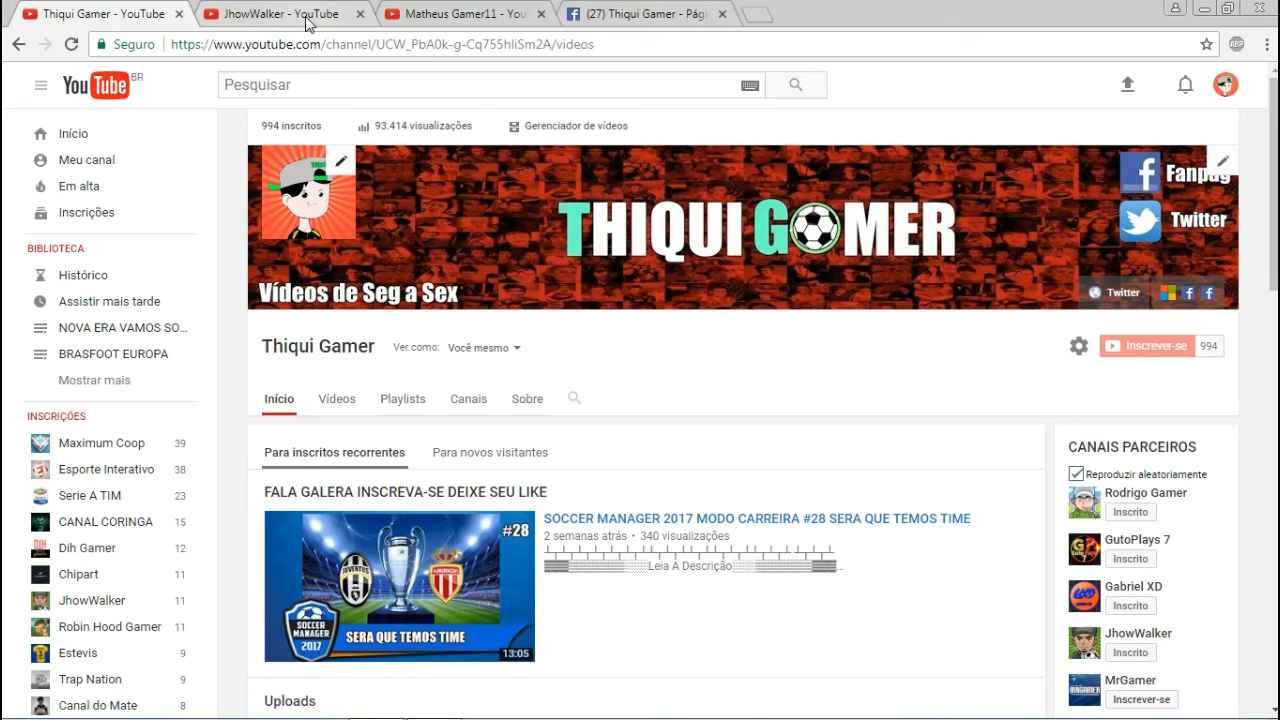 Thiqui Gamer - YouTube
JhowWalker - YouTube
Matheus Gamer11 - You
(27) Thiqui Gamer - Pág
Seguro
https://www.youtube.com/channel/UCW_PbA0k-g-Cq755hIiSm2A/videos
ABP
YouTube BR
Pesquisar
Início
Meu canal
Em alta
Inscrições
BIBLIOTECA
Histórico
Assistir mais tarde
NOVA ERA VAMOS SO...
BRASFOOT EUROPA
Mostrar mais
INSCRIÇÕES
Maximum Coop 39
Esporte Interativo 38
Serie A TIM 23
CANAL CORINGA 15
Dih Gamer 12
Chipart 11
JhowWalker 11
Robin Hood Gamer 11
Estevis 9
Trap Nation 9
Canal do Mate 8
994 inscritos
93.414 visualizações
Gerenciador de vídeos
THIQUI GOMER
Vídeos de Seg a Sex
Fanpag
Twitter
Twitter
Thiqui Gamer
Ver como: Você mesmo
Inscrever-se 994
Início
Vídeos
Playlists
Canais
Sobre
Para inscritos recorrentes
Para novos visitantes
FALA GALERA INSCREVA-SE DEIXE SEU LIKE
#28
SOCCER
MANAGER
2017
SERA QUE TEMOS TIME
13:05
SOCCER MANAGER 2017 MODO CARREIRA #28 SERA QUE TEMOS TIME
2 semanas atrás • 340 visualizações
Leia A Descrição
Uploads
CANAIS PARCEIROS
Reproduzir aleatoriamente
Rodrigo Gamer
Inscrito
GutoPlays 7
Inscrito
Gabriel XD
Inscrito
JhowWalker
Inscrito
MrGamer
Inscrever-se